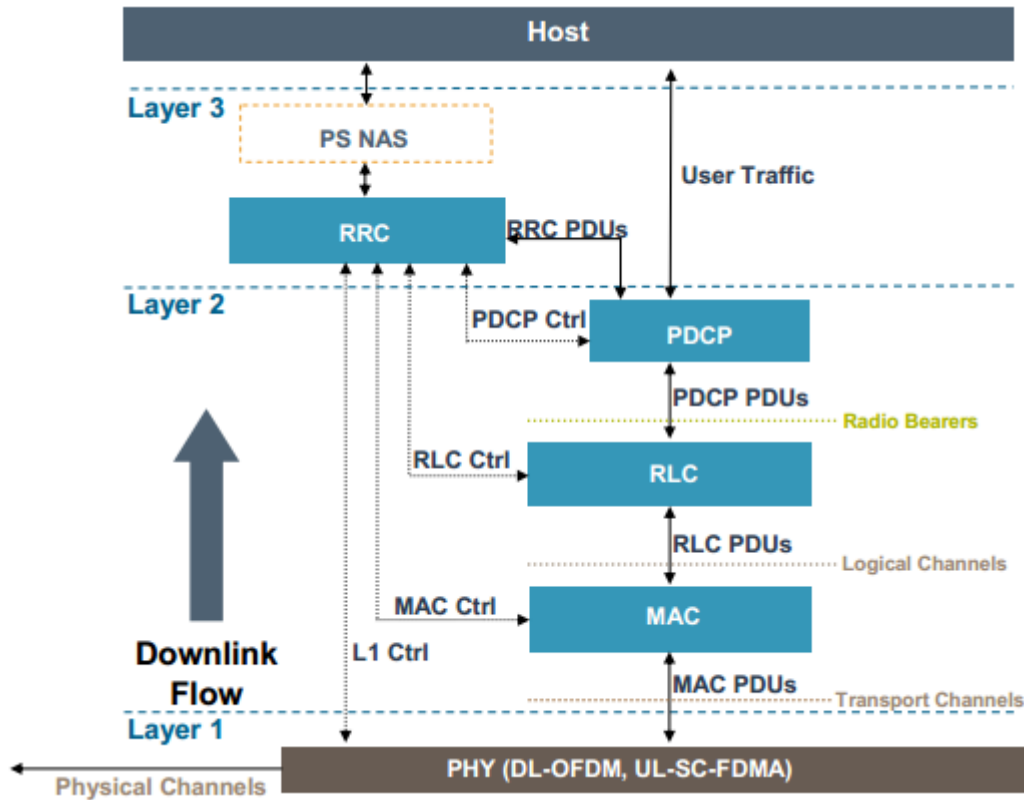 Host
Layer 3
PS NAS
User Traffic
RRC
RRC PDUs
Layer 2
PDCP Ctrl
PDCP
PDCP PDUs
Radio Bearers
RLC Ctrl
RLC
RLC PDUs
Logical Channels
MAC Ctrl
MAC
L1 Ctrl
Downlink
Flow
MAC PDUs
Transport Channels
Layer 1
PHY (DL-OFDM, UL-SC-FDMA)
Physical Channels